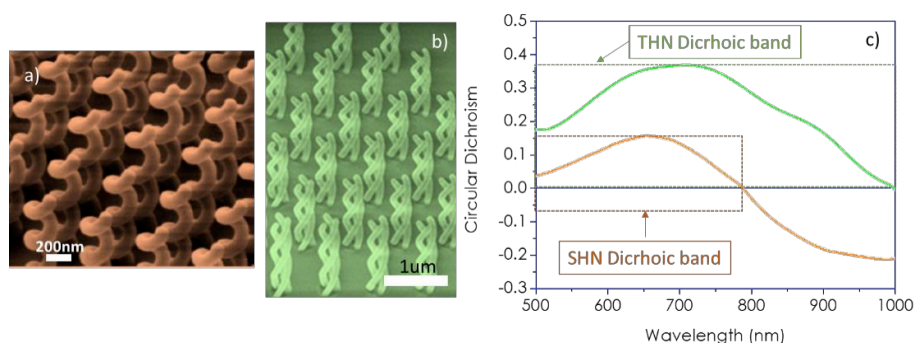 a)
200nm
b)
1um
c)
THN Dicrhoic band
SHN Dicrhoic band
Circular Dichroism
0.5
0.4
0.3
0.2
0.1
0.0
-0.1
-0.2
-0.3
500
600
700
800
900
1000
Wavelength (nm)